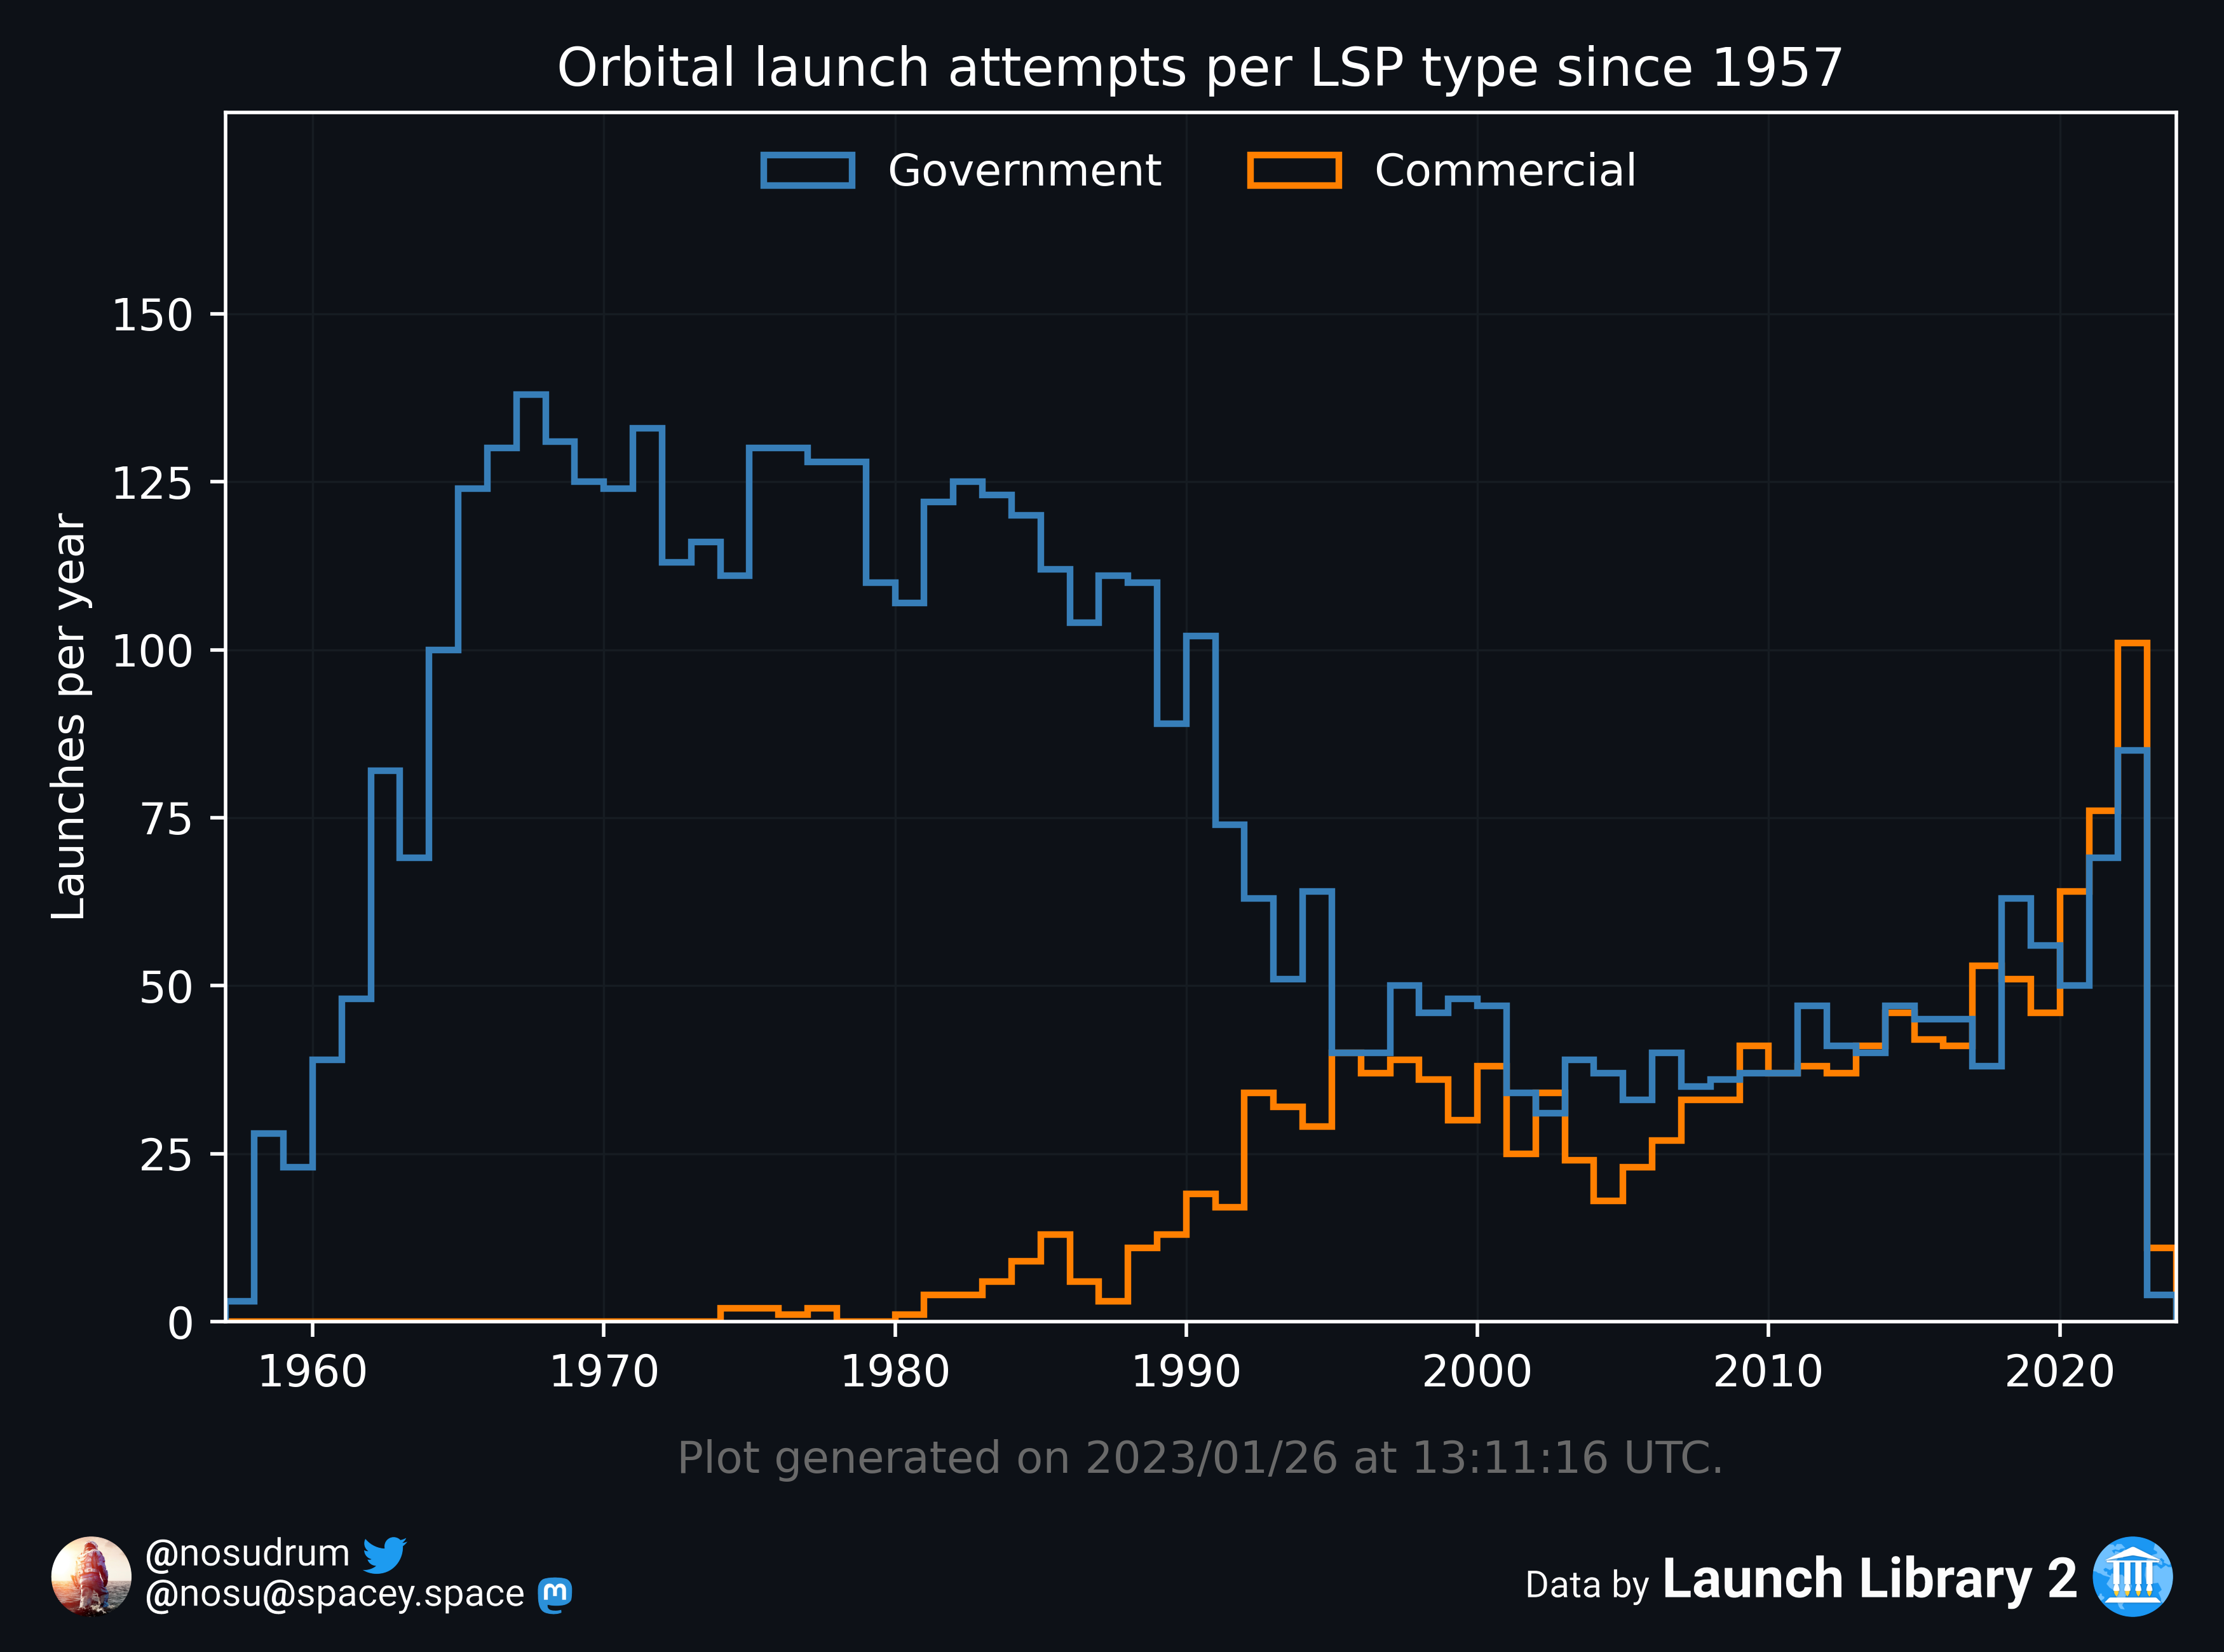 Orbital launch attempts per LSP type since 1957
Government
Commercial
Launches per year
150
125
100
75
50
25
0
1960
1970
1980
1990
2000
2010
2020
Plot generated on 2023/01/26 at 13:11:16 UTC.
@nosudrum
@nosu@spacey.space
Data by Launch Library 2